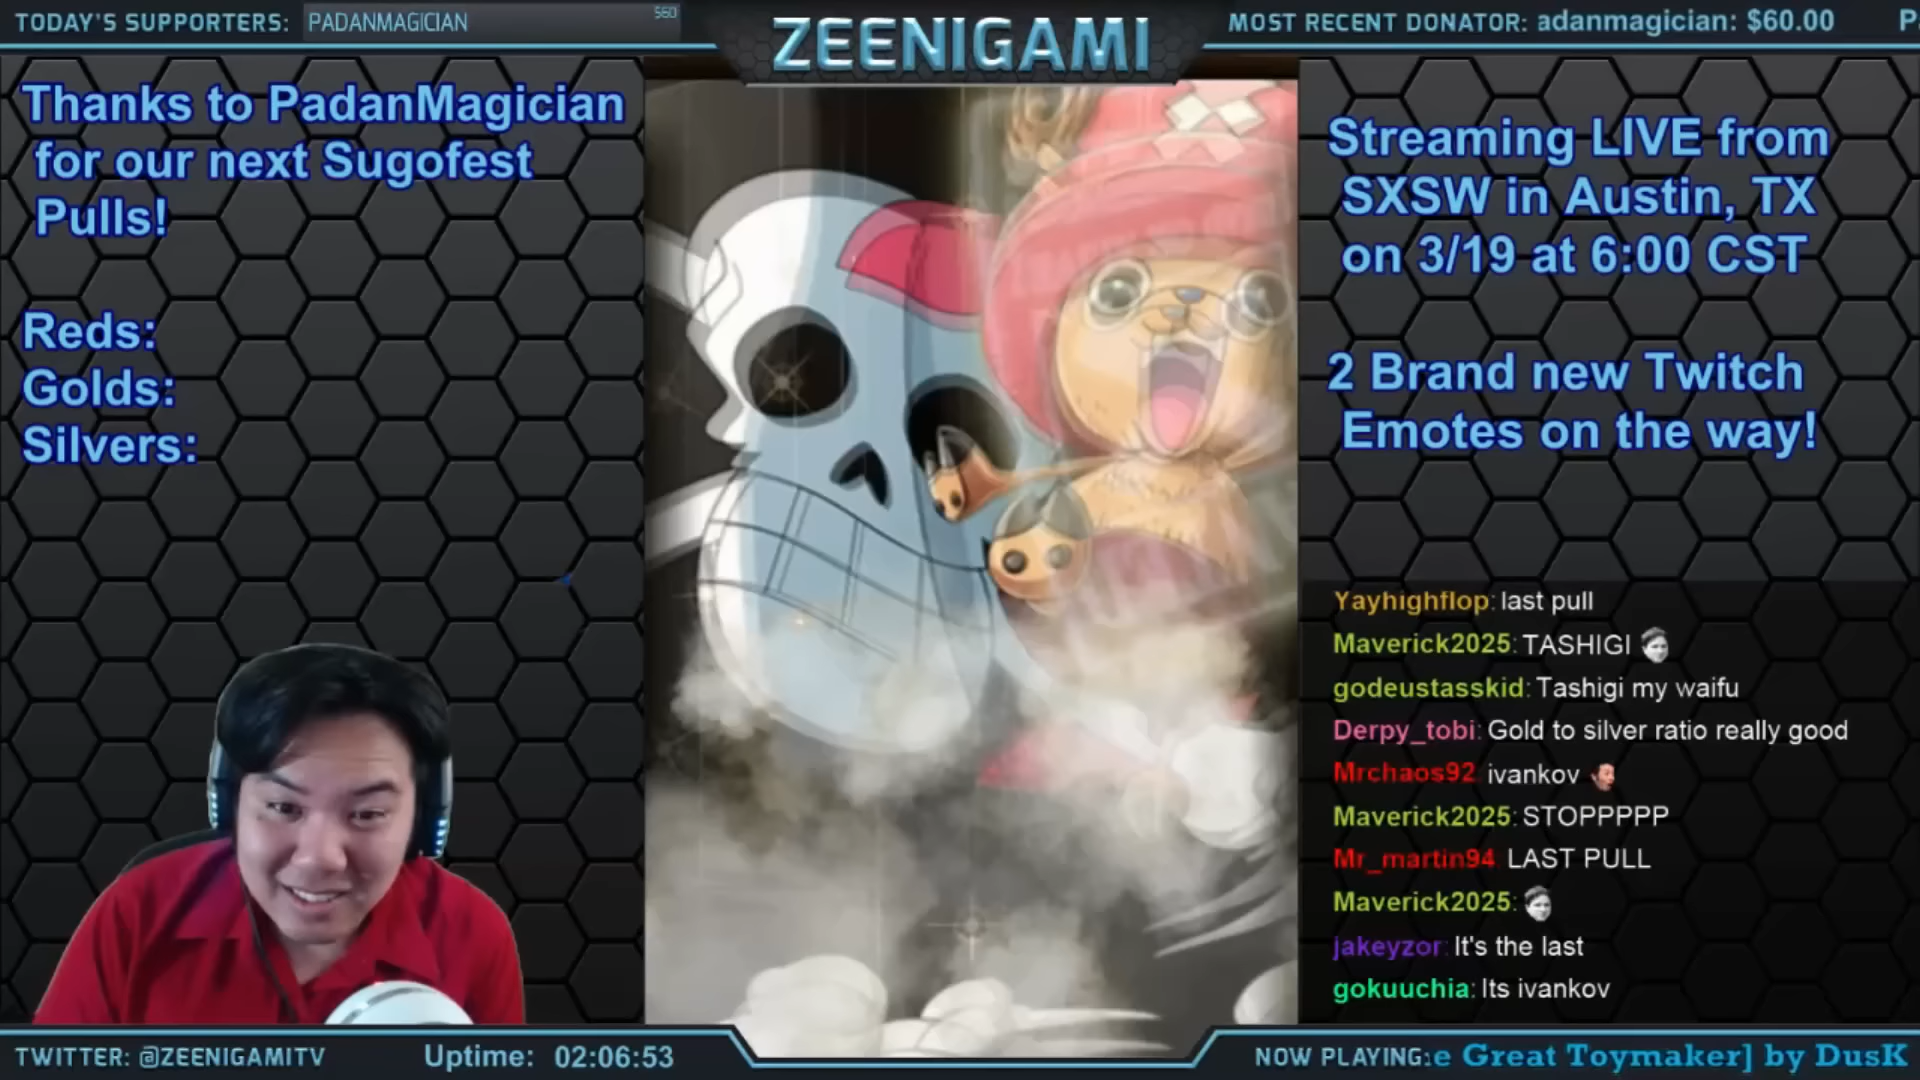 TODAY'S SUPPORTERS: PADANMAGICIAN $60
ZEENIGAMI
MOST RECENT DONATOR: adanmagician: $60.00 P
Thanks to PadanMagician
for our next Sugofest
Pulls!
Reds:
Golds:
Silvers:
Streaming LIVE from
SXSW in Austin, TX
on 3/19 at 6:00 CST
2 Brand new Twitch
Emotes on the way!
Yayhighflop: last pull
Maverick2025: TASHIGI
godeustasskid: Tashigi my waifu
Derpy_tobi: Gold to silver ratio really good
Mrchaos92 ivankov
Maverick2025: STOPPPPP
Mr_martin94 LAST PULL
Maverick2025:
jakeyzor: It's the last
gokuuchia: Its ivankov
TWITTER: @ZEENIGAMITV
Uptime: 02:06:53
NOW PLAYING: e Great Toymaker] by DusK